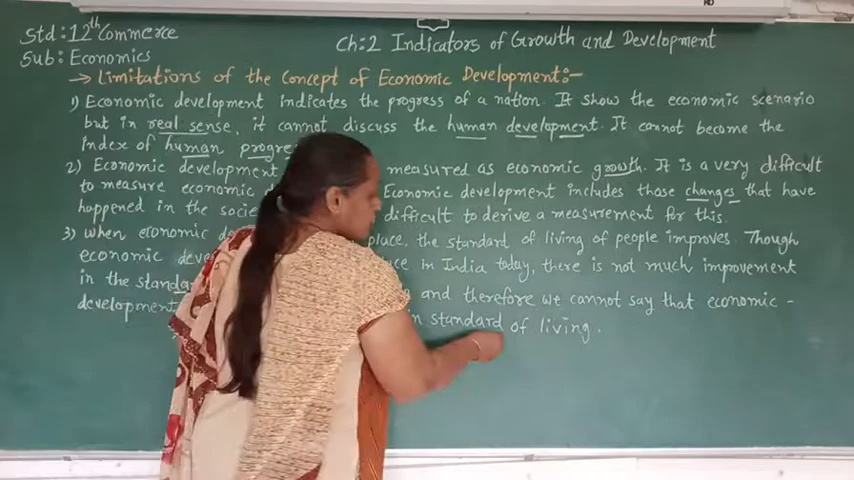 Std: 12th Commerce
Sub: Economics
Ch:2 Indicators of Growth and Development
→ Limitations of the Concept of Economic Development:-
1) Economic development indicates the progress of a nation. It show the economic scenario
but in real sense, it cannot discuss the human development. It cannot become the
index of human
2) Economic development measured as economic growth. It is a very difficult
to measure economic Economic development includes those changes that have
happened in the difficult to derive a measurement for this.
3) When economic place, the standard of living of people improves. Though
economic in India today, there is not much improvement
in the and therefore we cannot say that economic -
development in standard of living.